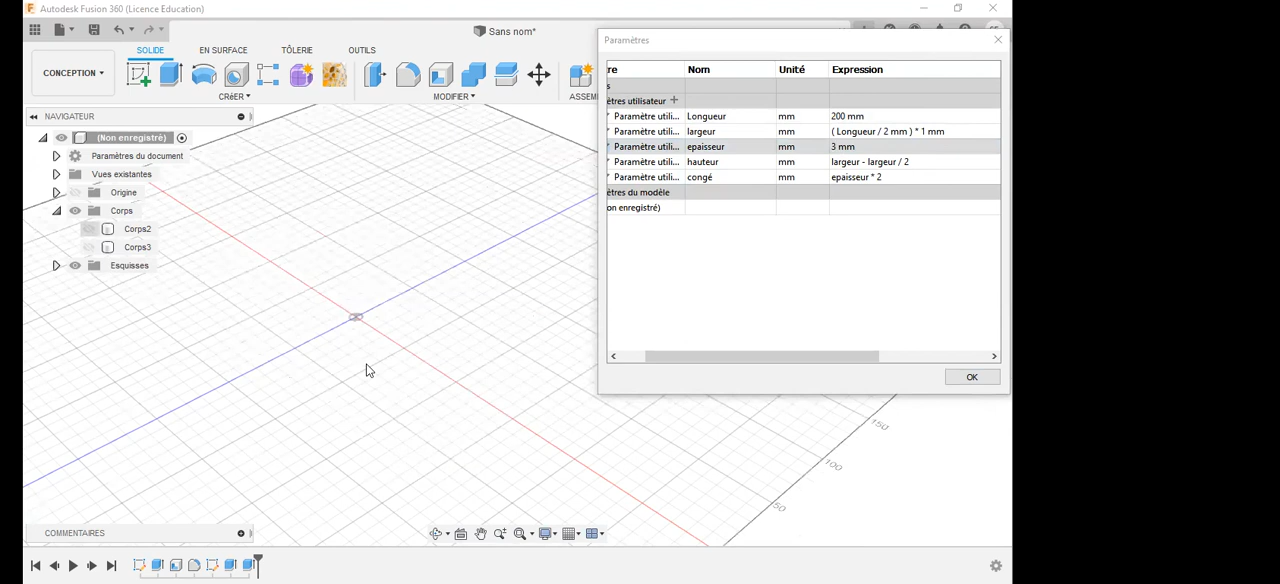 Autodesk Fusion 360 (Licence Education)
Sans nom*
SOLIDE EN SURFACE TÔLERIE OUTILS
CONCEPTION
CRÉER MODIFIER ASSEM
NAVIGATEUR
(Non enregistré)
Paramètres du document
Vues existantes
Origine
Corps
Corps2
Corps3
Esquisses
Paramètres
re Nom Unité Expression
s
ètres utilisateur +
Paramètre utili... Longueur mm 200 mm
Paramètre utili... largeur mm ( Longueur / 2 mm ) * 1 mm
Paramètre utili... epaisseur mm 3 mm
Paramètre utili... hauteur mm largeur - largeur / 2
Paramètre utili... congé mm epaisseur * 2
ètres du modèle
on enregistré)
OK
150
100
50
COMMENTAIRES